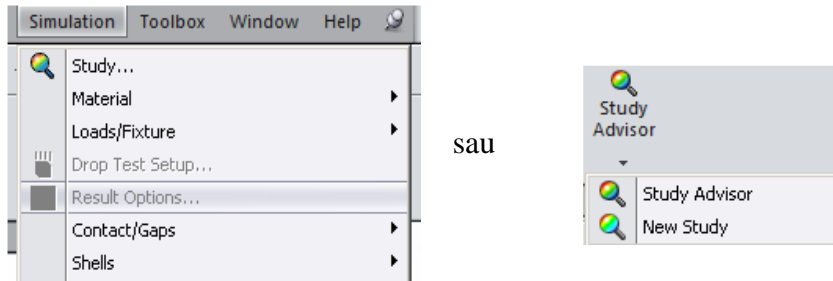 Simulation Toolbox Window Help
Study...
Material
Loads/Fixture
Drop Test Setup...
Result Options...
Contact/Gaps
Shells
sau
Study
Advisor
Study Advisor
New Study